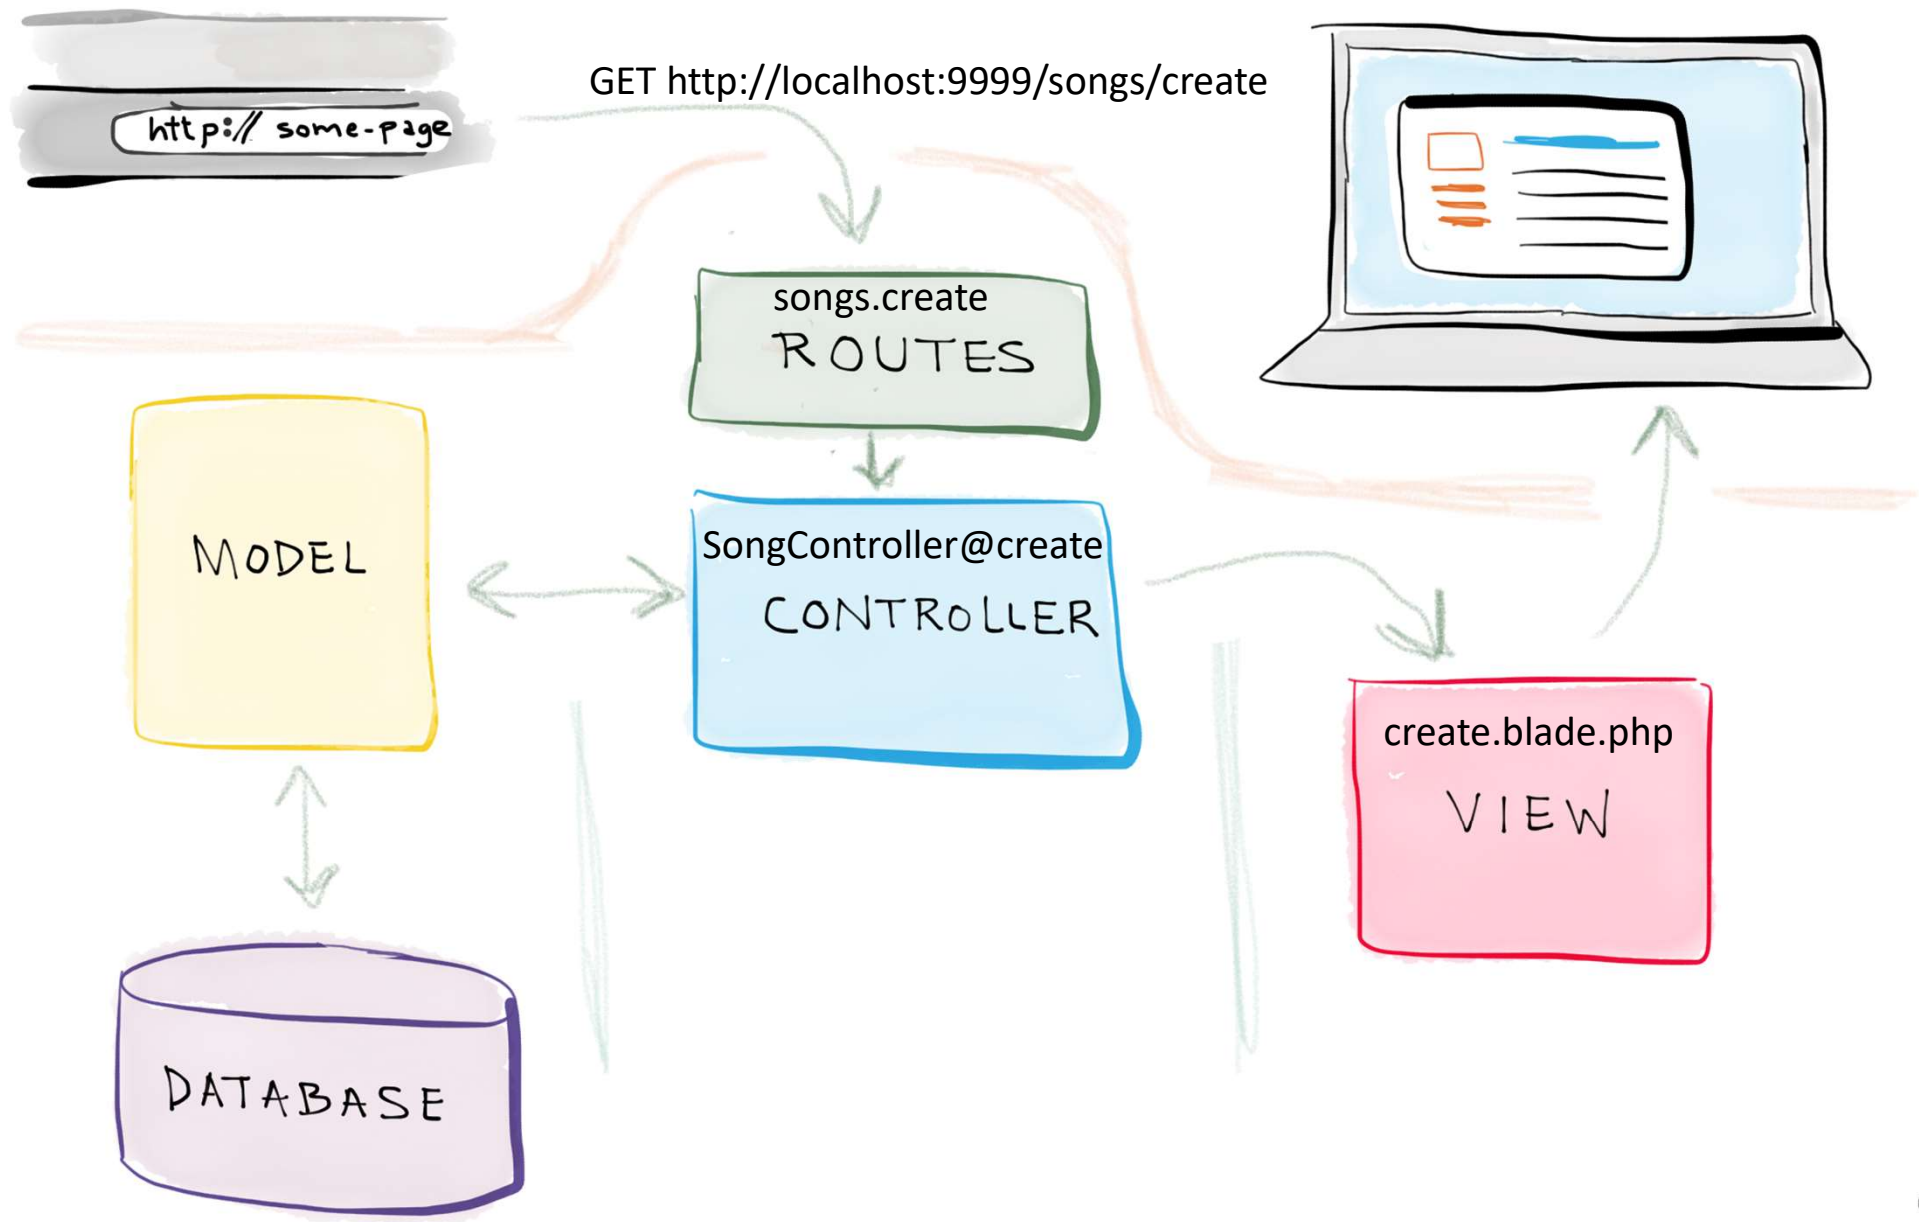 GET http://localhost:9999/songs/create
http:// some-page
songs.create
ROUTES
MODEL
SongController@create
CONTROLLER
create.blade.php
VIEW
DATABASE